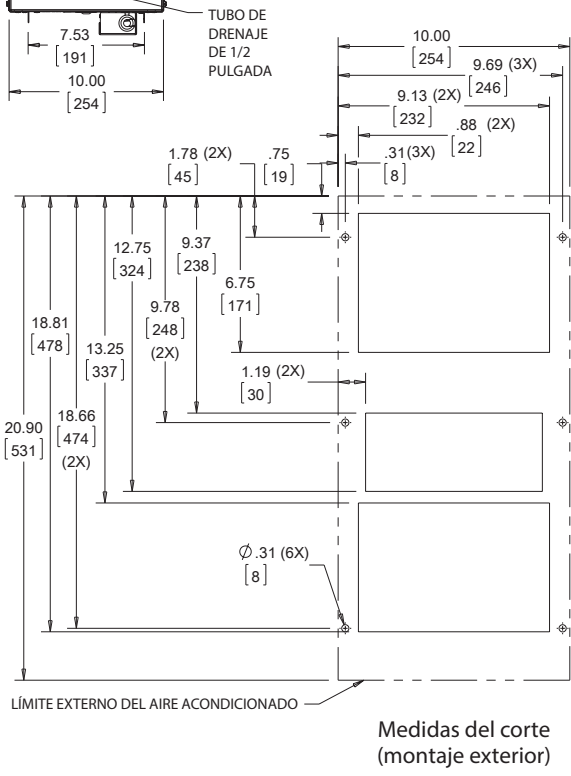 TUBO DE
DRENAJE
DE 1/2
PULGADA
7.53
[191]
10.00
[254]
10.00
[254]
9.69 (3X)
[246]
9.13 (2X)
[232]
.88 (2X)
[22]
.31(3X)
[8]
1.78 (2X)
[45]
.75
[19]
12.75
[324]
9.37
[238]
6.75
[171]
9.78
[248]
(2X)
18.81
[478]
13.25
[337]
1.19 (2X)
[30]
20.90
[531]
18.66
[474]
(2X)
Ø .31 (6X)
[8]
LÍMITE EXTERNO DEL AIRE ACONDICIONADO
Medidas del corte
(montaje exterior)